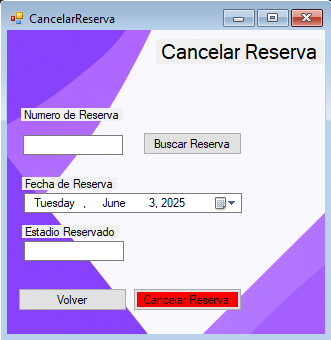 CancelarReserva
Cancelar Reserva
Numero de Reserva
Buscar Reserva
Fecha de Reserva
Tuesday , June 3, 2025
Estadio Reservado
Volver
Cancelar Reserva